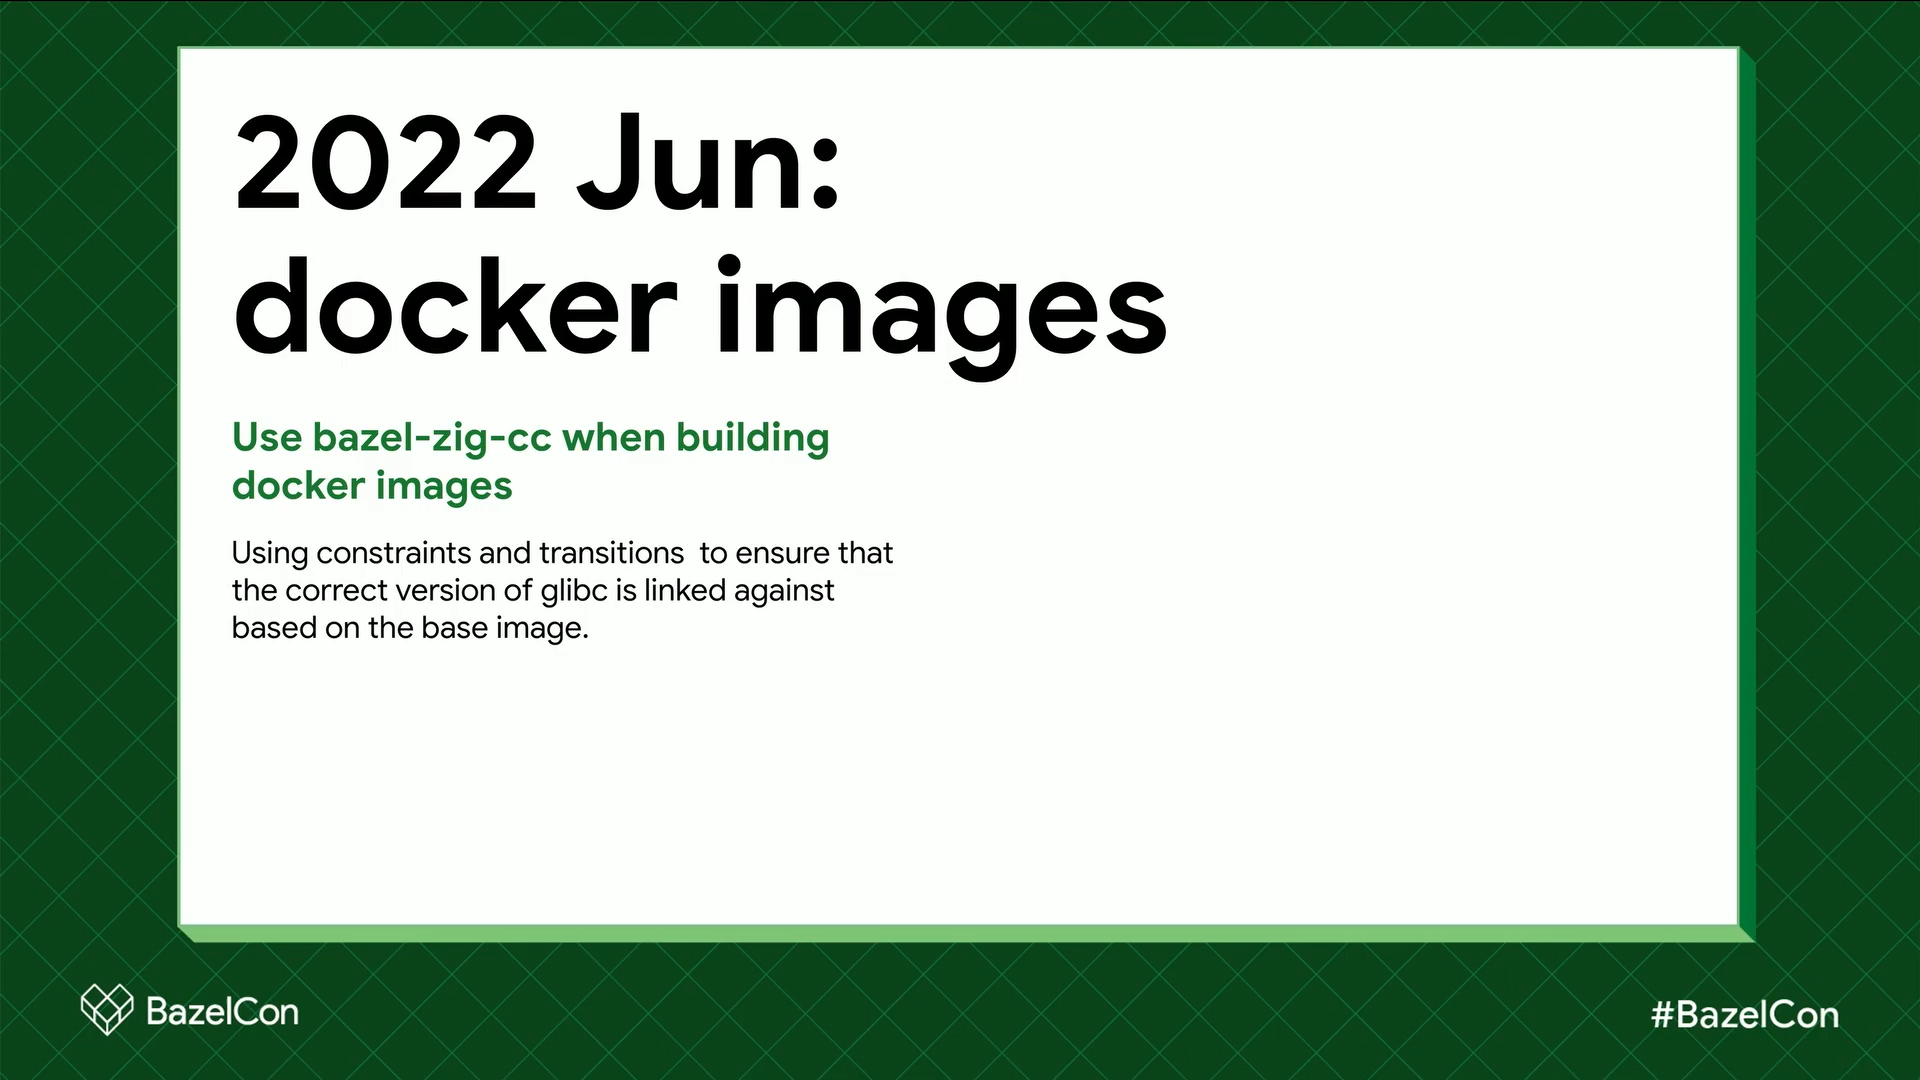 2022 Jun:
docker images
Use bazel-zig-cc when building
docker images
Using constraints and transitions  to ensure that
the correct version of glibc is linked against
based on the base image.
BazelCon
#BazelCon